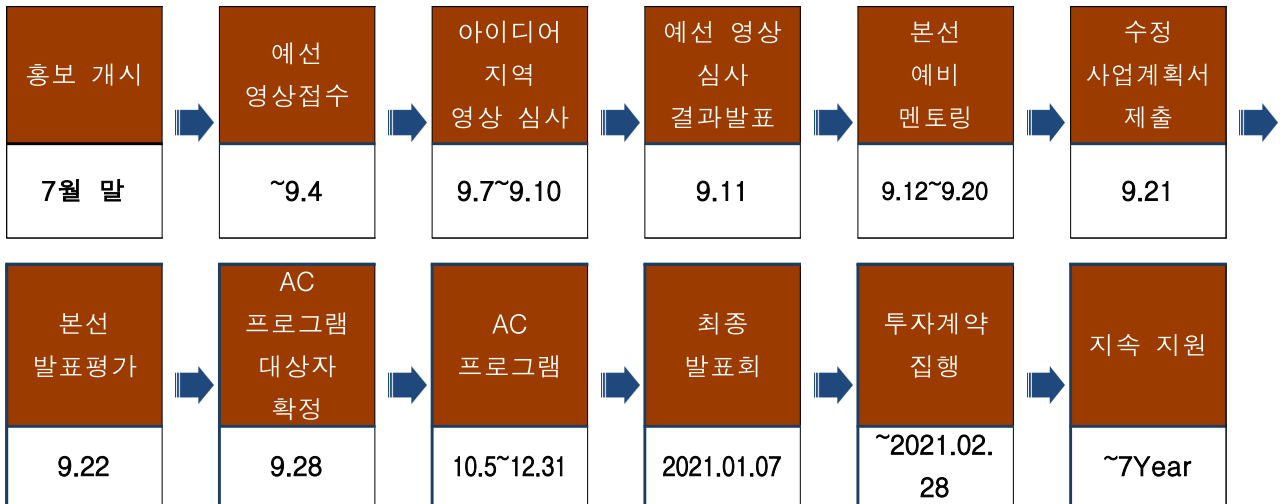 홍보 개시
7월 말
예선
영상접수
~9.4
아이디어
지역
영상 심사
9.7~9.10
예선 영상
심사
결과발표
9.11
본선
예비
멘토링
9.12~9.20
수정
사업계획서
제출
9.21
본선
발표평가
9.22
AC
프로그램
대상자
확정
9.28
AC
프로그램
10.5~12.31
최종
발표회
2021.01.07
투자계약
집행
~2021.02.
28
지속 지원
~7Year